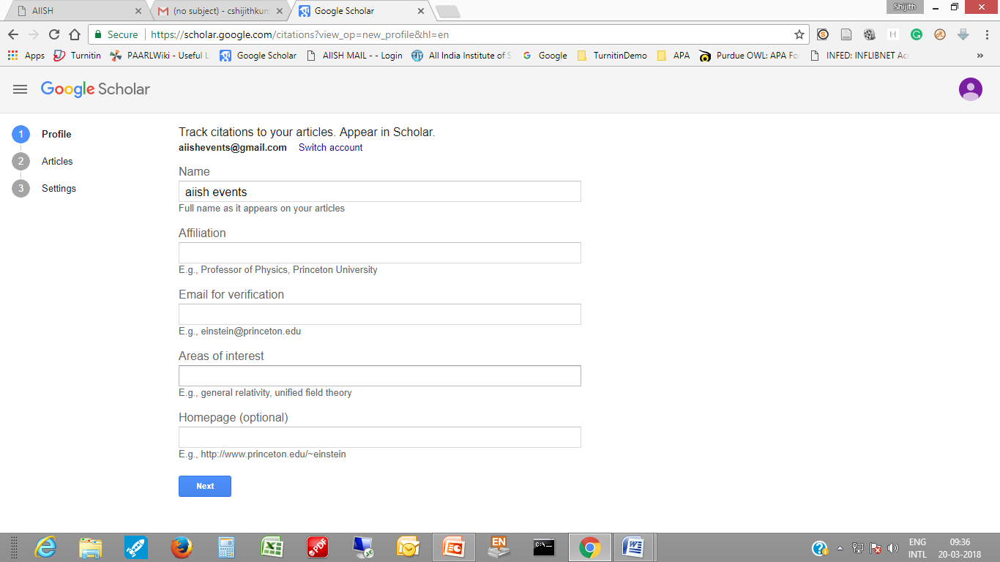 AIISH
(no subject) - cshijithkum
Google Scholar
Shijith
Secure
https://scholar.google.com/citations?view_op=new_profile&hl=en
Apps
Turnitin
PAARLWiki - Useful L
Google Scholar
AIISH MAIL - - Login
All India Institute of S
Google
TurnitinDemo
APA
Purdue OWL: APA Fo
INFED: INFLIBNET Acc
»
Google Scholar
1 Profile
2 Articles
3 Settings
Track citations to your articles. Appear in Scholar.
aiishevents@gmail.com Switch account
Name
aiish events
Full name as it appears on your articles
Affiliation
E.g., Professor of Physics, Princeton University
Email for verification
E.g., einstein@princeton.edu
Areas of interest
E.g., general relativity, unified field theory
Homepage (optional)
E.g., http://www.princeton.edu/~einstein
Next
PDF
EN
C:\_
ENG
INTL
09:36
20-03-2018